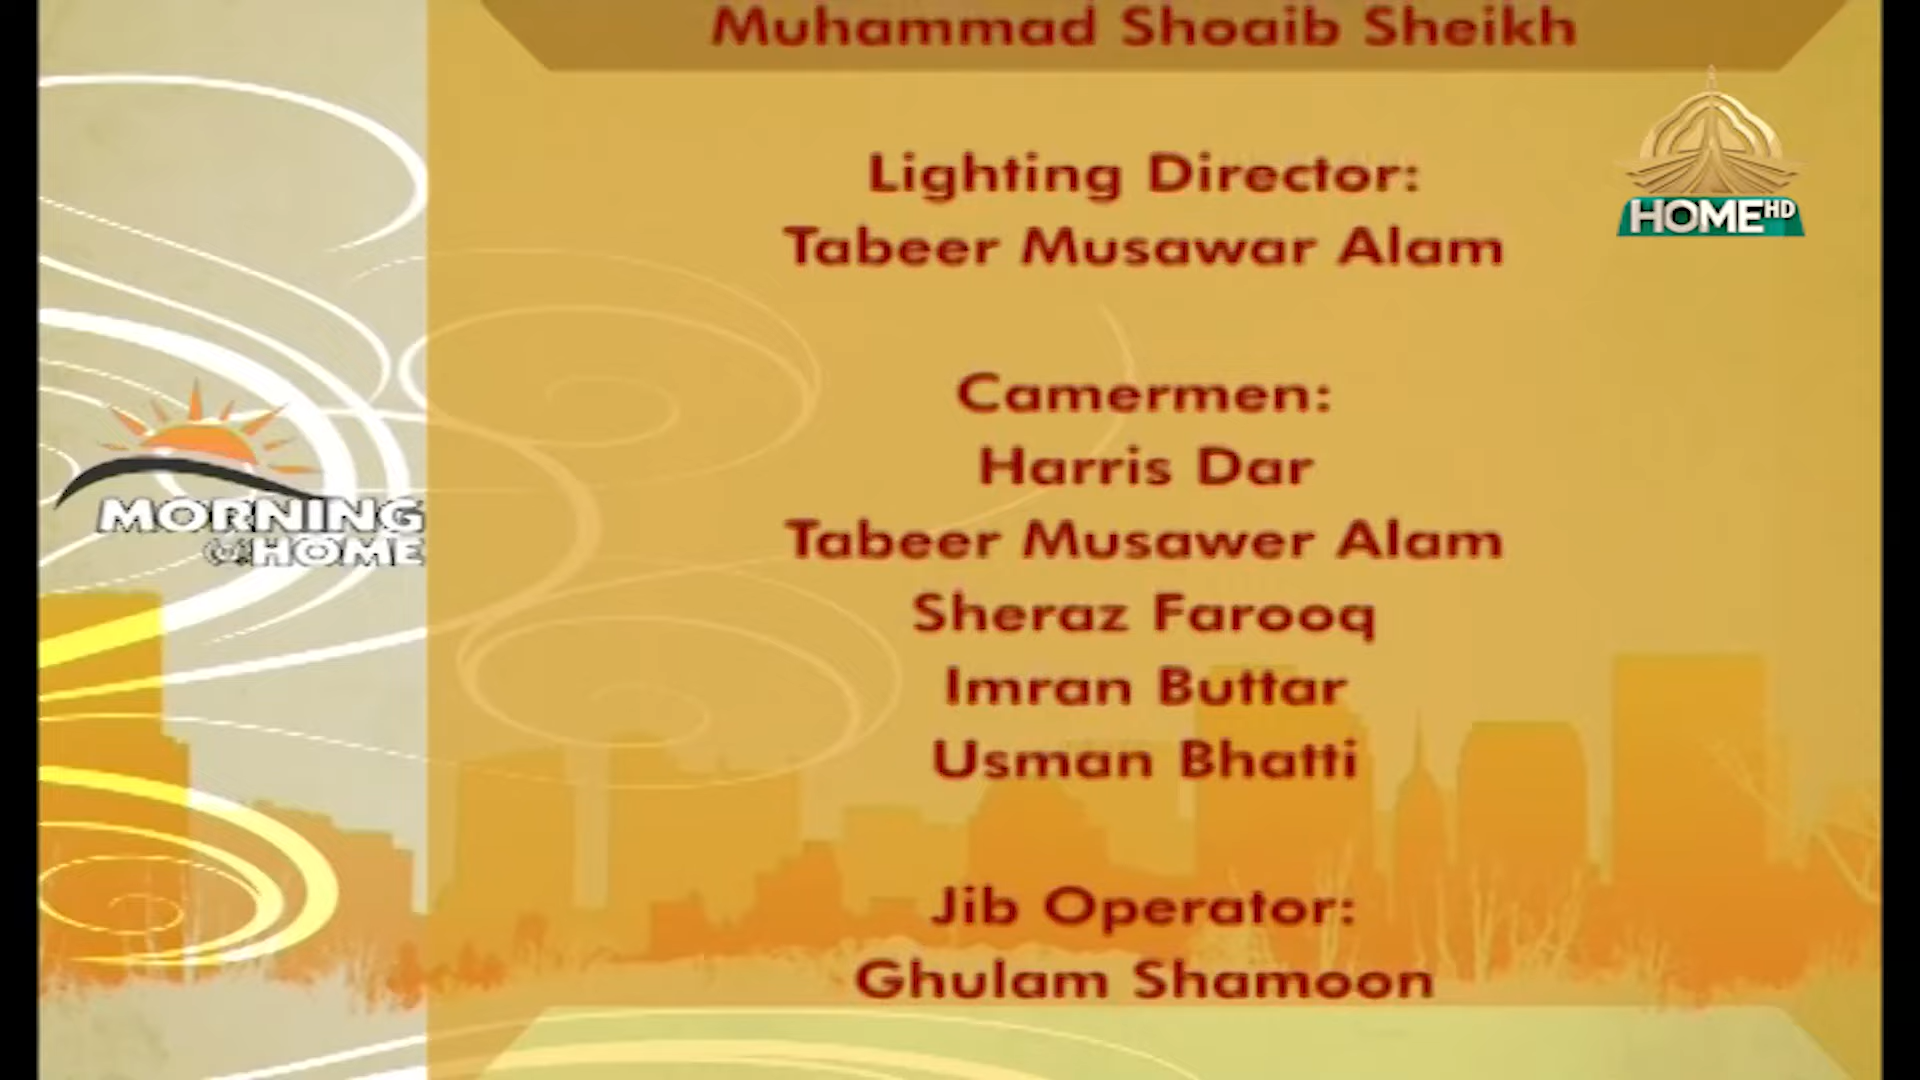 Muhammad Shoaib Sheikh
Lighting Director:
Tabeer Musawar Alam
Camermen:
Harris Dar
Tabeer Musawer Alam
Sheraz Farooq
Imran Buttar
Usman Bhatti
Jib Operator:
Ghulam Shamoon
HOME HD
MORNING
@HOME